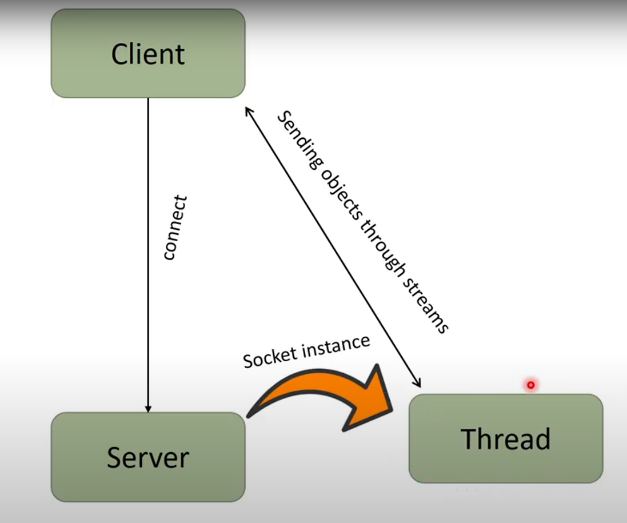 Client
connect
Sending objects through streams
Socket instance
Server
Thread